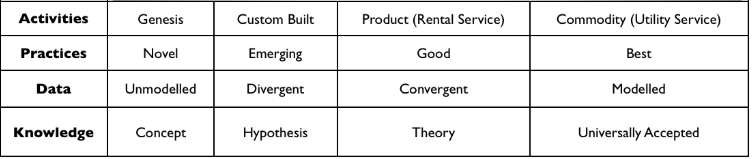 Activities Genesis Custom Built Product (Rental Service) Commodity (Utility Service)
Practices Novel Emerging Good Best
Data Unmodelled Divergent Convergent Modelled
Knowledge Concept Hypothesis Theory Universally Accepted